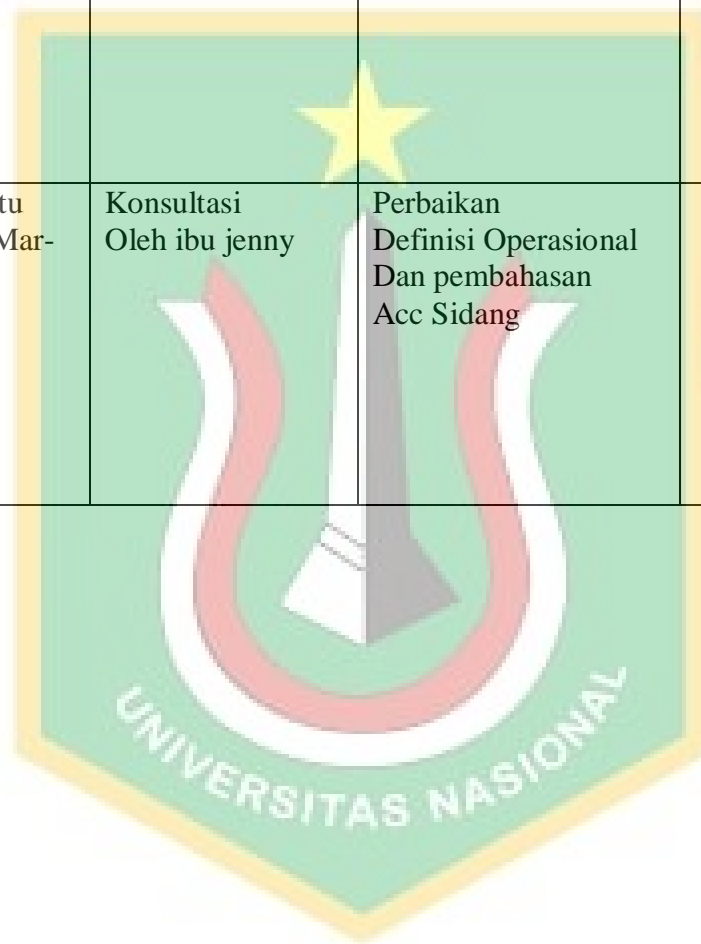 tu
Mar-
Konsultasi
Oleh ibu jenny
Perbaikan
Definisi Operasional
Dan pembahasan
Acc Sidang
UNIVERSITAS NASIONAL